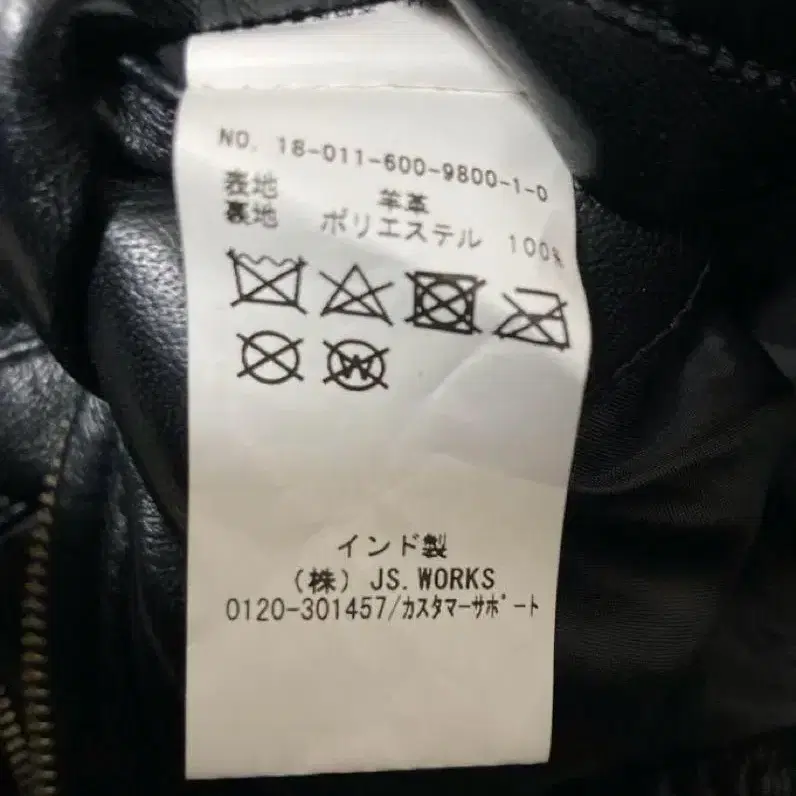 NO. 18-011-600-9800-1-0
表地 羊革
裏地 ポリエステル 100%
W
インド製
(株) JS.WORKS
0120-301457/カスタマーサポート